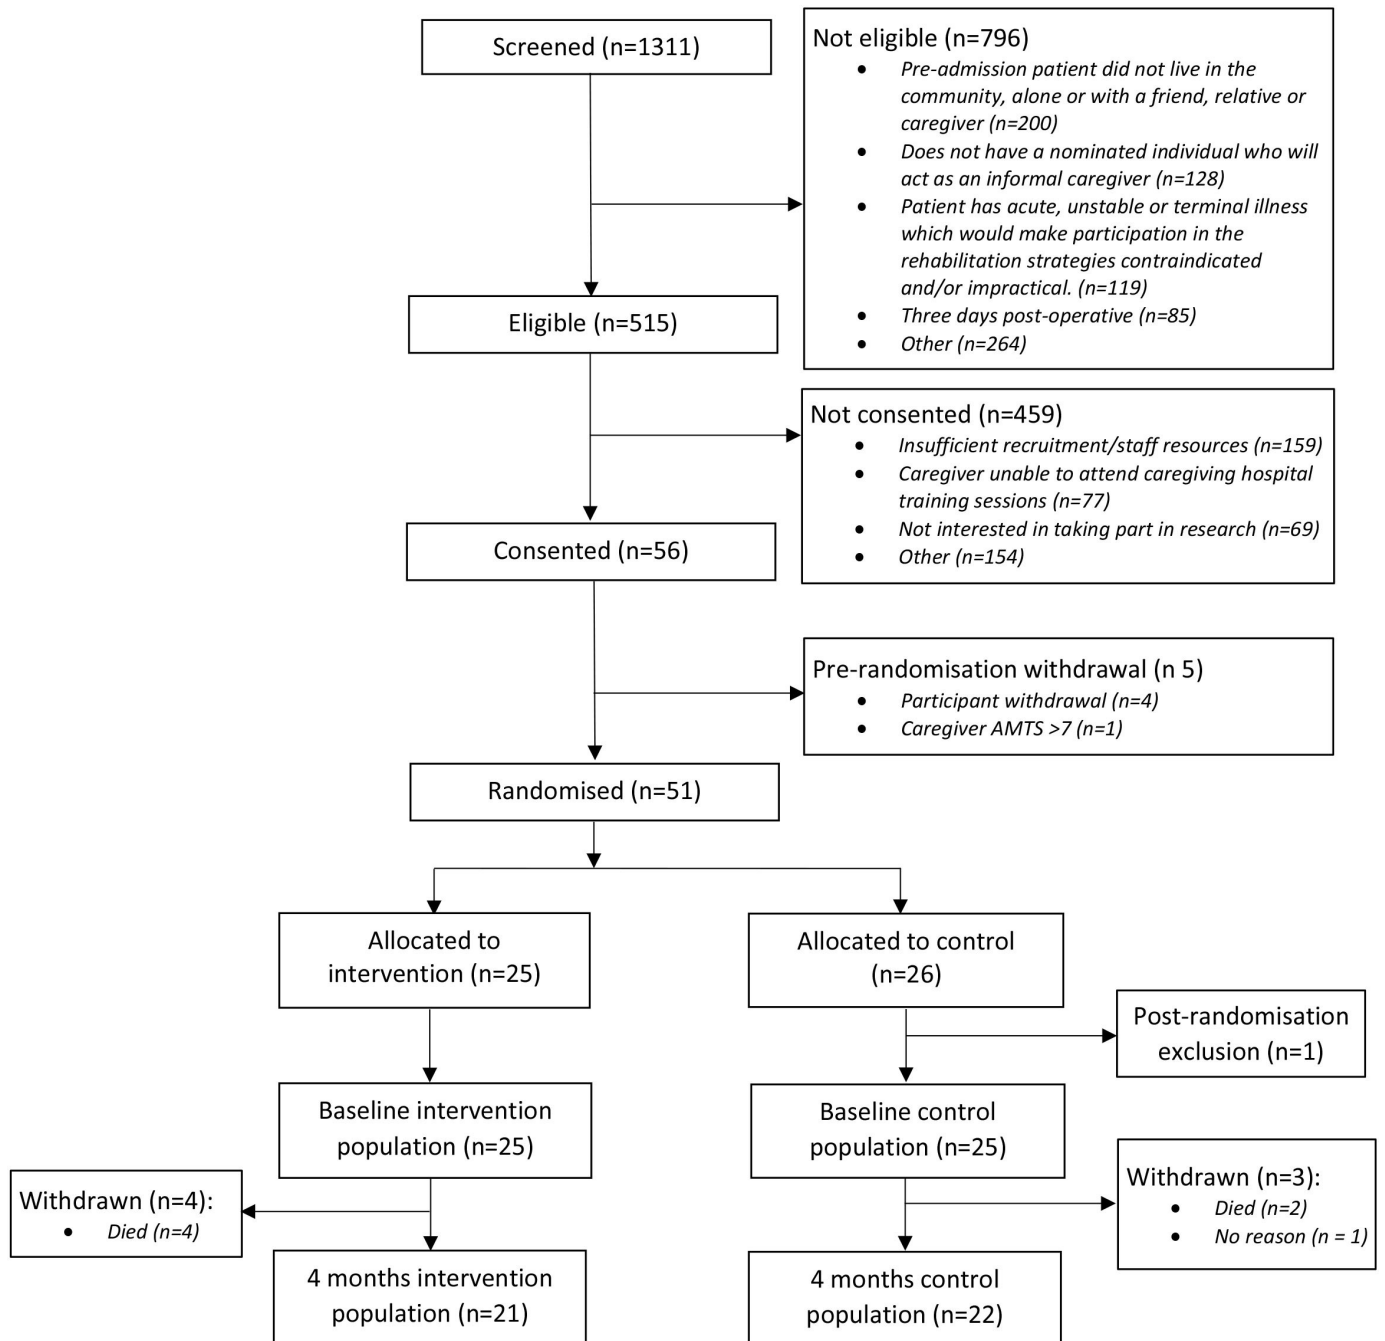 Screened (n=1311)
Not eligible (n=796)
• Pre-admission patient did not live in the
community, alone or with a friend, relative or
caregiver (n=200)
• Does not have a nominated individual who will
act as an informal caregiver (n=128)
• Patient has acute, unstable or terminal illness
which would make participation in the
rehabilitation strategies contraindicated
and/or impractical. (n=119)
• Three days post-operative (n=85)
• Other (n=264)
Eligible (n=515)
Not consented (n=459)
• Insufficient recruitment/staff resources (n=159)
• Caregiver unable to attend caregiving hospital
training sessions (n=77)
• Not interested in taking part in research (n=69)
• Other (n=154)
Consented (n=56)
Pre-randomisation withdrawal (n 5)
• Participant withdrawal (n=4)
• Caregiver AMTS >7 (n=1)
Randomised (n=51)
Allocated to
intervention (n=25)
Allocated to control
(n=26)
Post-randomisation
exclusion (n=1)
Baseline intervention
population (n=25)
Baseline control
population (n=25)
Withdrawn (n=4):
• Died (n=4)
Withdrawn (n=3):
• Died (n=2)
• No reason (n = 1)
4 months intervention
population (n=21)
4 months control
population (n=22)